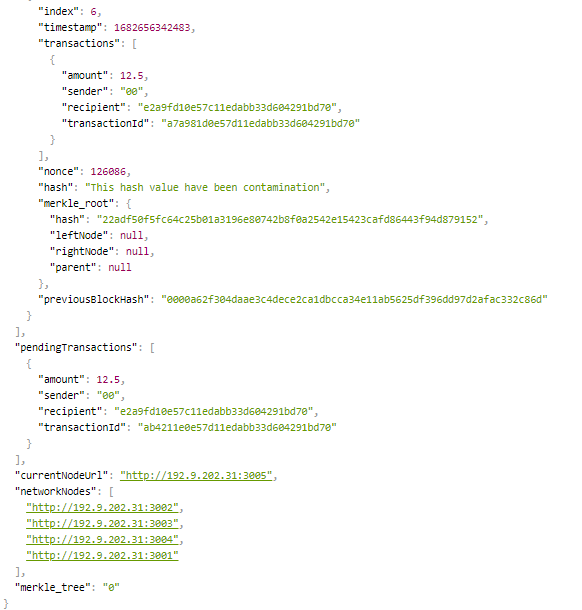 "index": 6,
"timestamp": 1682656342483,
"transactions": [
{
"amount": 12.5,
"sender": "00",
"recipient": "e2a9fd10e57c11edabb33d604291bd70",
"transactionId": "a7a981d0e57d11edabb33d604291bd70"
}
],
"nonce": 126086,
"hash": "This hash value have been contamination",
"merkle_root": {
"hash": "22adf50f5fc64c25b01a3196e80742b8f0a2542e15423cafd86443f94d879152",
"leftNode": null,
"rightNode": null,
"parent": null
},
"previousBlockHash": "0000a62f304daae3c4dece2ca1dbcca34e11ab5625df396dd97d2afac332c86d"
}
],
"pendingTransactions": [
{
"amount": 12.5,
"sender": "00",
"recipient": "e2a9fd10e57c11edabb33d604291bd70",
"transactionId": "ab4211e0e57d11edabb33d604291bd70"
}
],
"currentNodeUrl": "http://192.9.202.31:3005",
"networkNodes": [
"http://192.9.202.31:3002",
"http://192.9.202.31:3003",
"http://192.9.202.31:3004",
"http://192.9.202.31:3001"
],
"merkle_tree": "0"
}